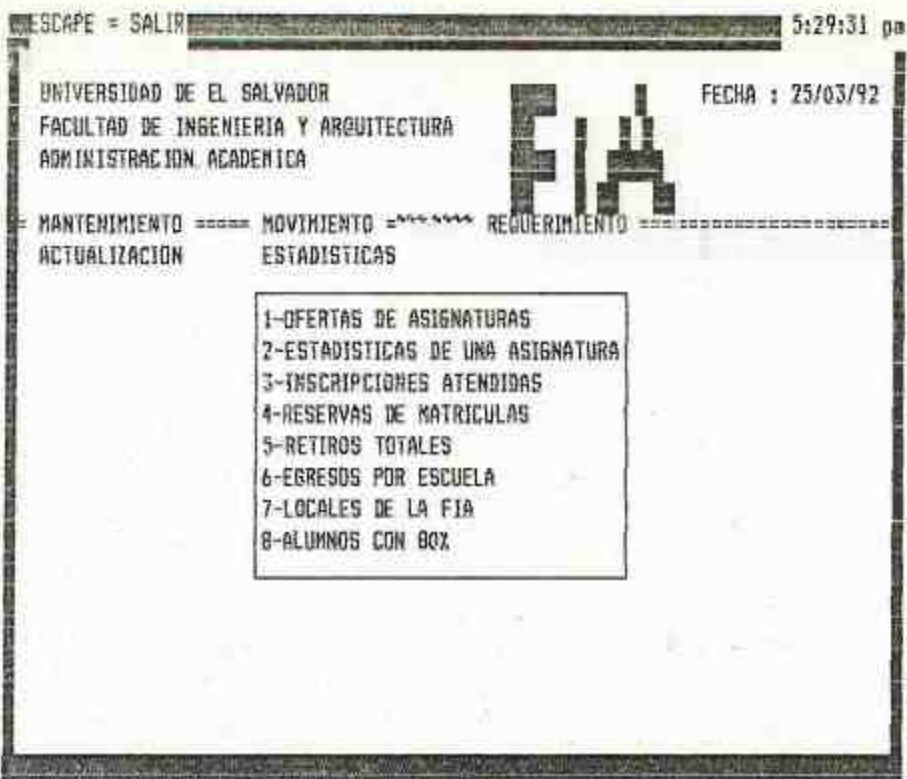 ESCAPE = SALIR 5:29:31 pm
UNIVERSIDAD DE EL SALVADOR FECHA : 25/03/92
FACULTAD DE INGENIERIA Y ARQUITECTURA
ADMINISTRACION ACADEMICA
FIA
= MANTENIMIENTO ===== MOVIMIENTO ===== REQUERIMIENTO =====
ACTUALIZACION ESTADISTICAS
1-OFERTAS DE ASIGNATURAS
2-ESTADISTICAS DE UNA ASIGNATURA
3-INSCRIPCIONES ATENDIDAS
4-RESERVAS DE MATRICULAS
5-RETIROS TOTALES
6-EGRESOS POR ESCUELA
7-LOCALES DE LA FIA
8-ALUMNOS CON 80%